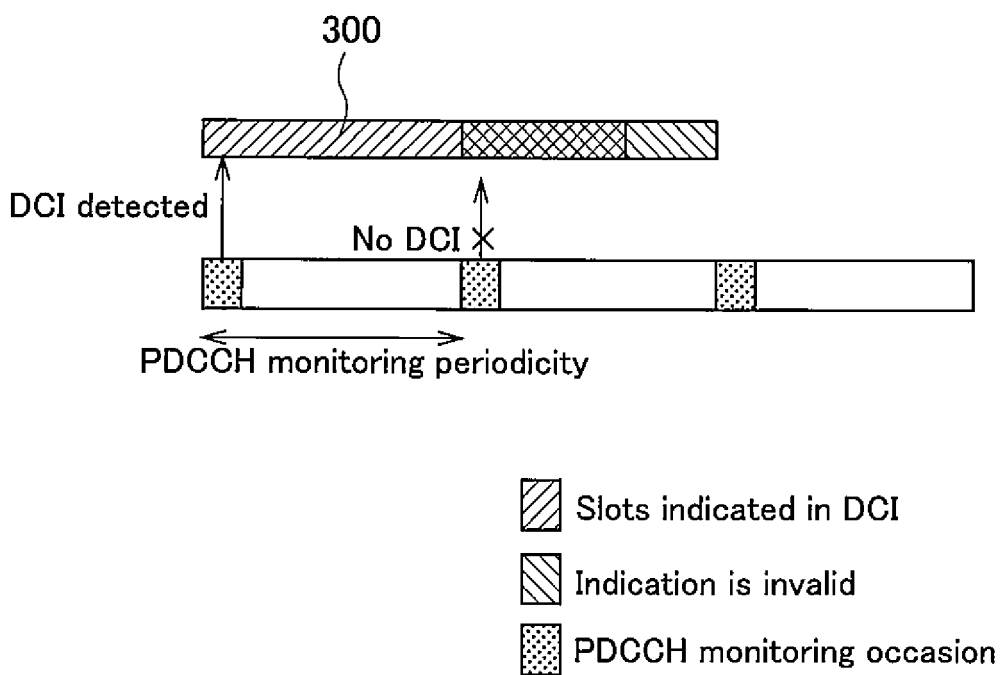 300
DCI detected
No DCI
PDCCH monitoring periodicity
Slots indicated in DCI
Indication is invalid
PDCCH monitoring occasion